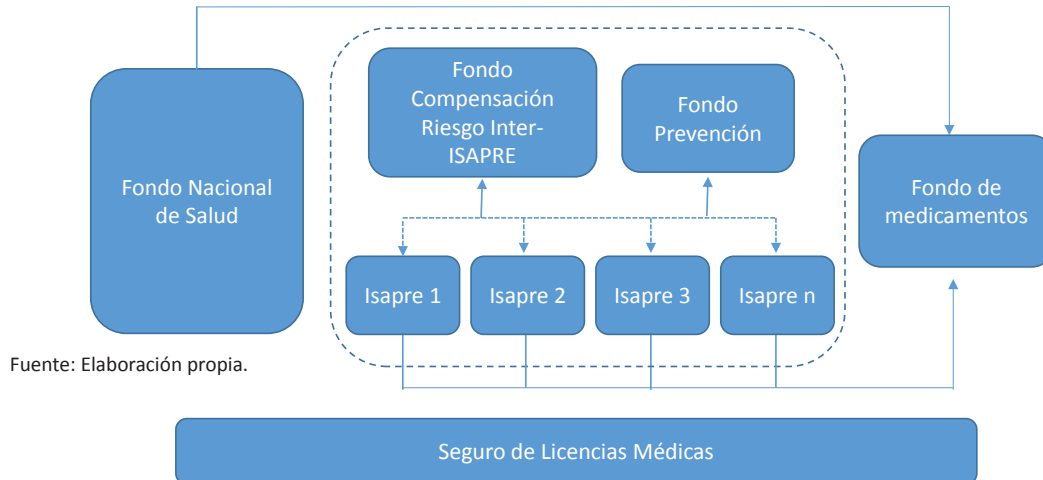 Fondo
Compensación
Riesgo Inter-
ISAPRE
Fondo
Prevención
Fondo Nacional
de Salud
Fondo de
medicamentos
Isapre 1
Isapre 2
Isapre 3
Isapre n
Fuente: Elaboración propia.
Seguro de Licencias Médicas